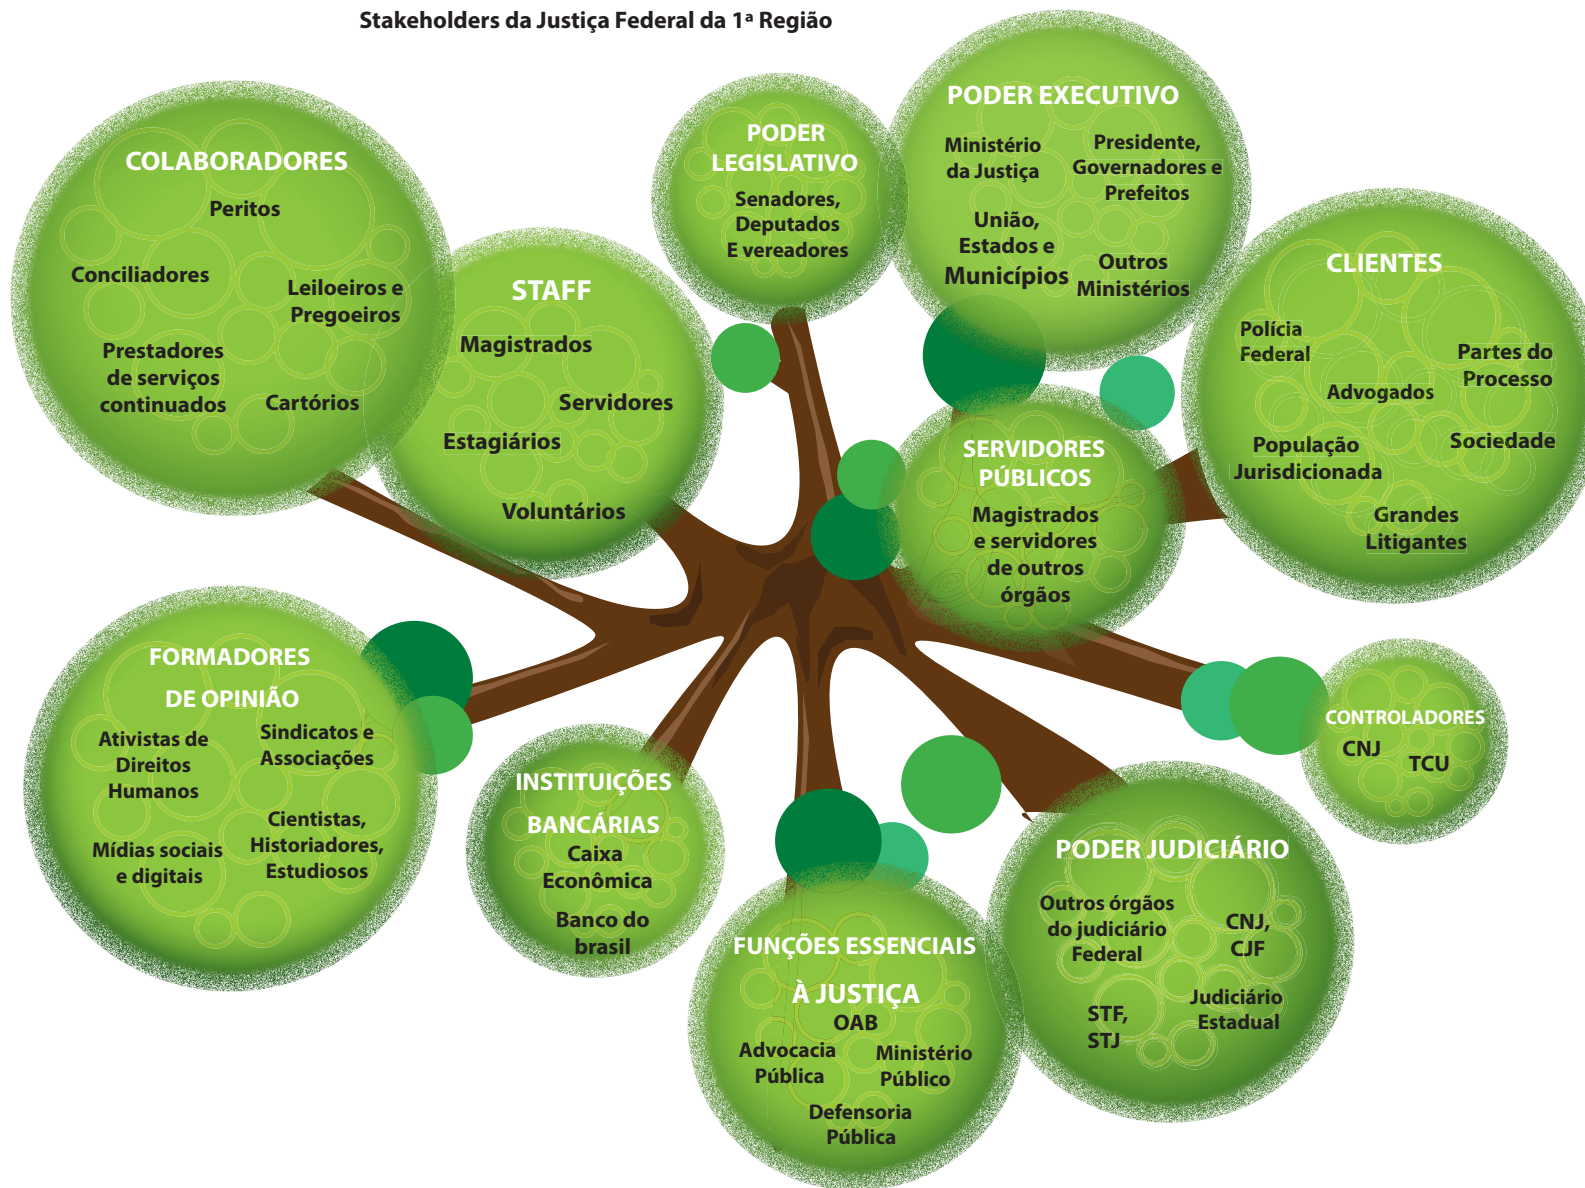 Stakeholders da Justiça Federal da 1ª Região
COLABORADORES
Peritos
Conciliadores
Leiloeiros e
Pregoeiros
Prestadores
de serviços
continuados
Cartórios
STAFF
Magistrados
Servidores
Estagiários
Voluntários
PODER
LEGISLATIVO
Senadores,
Deputados
E vereadores
PODER EXECUTIVO
Ministério
da Justiça
Presidente,
Governadores e
Prefeitos
União,
Estados e
Municípios
Outros
Ministérios
CLIENTES
Polícia
Federal
Partes do
Processo
Advogados
População
Jurisdicionada
Sociedade
Grandes
Litigantes
SERVIDORES
PÚBLICOS
Magistrados
e servidores
de outros
órgãos
FORMADORES
DE OPINIÃO
Ativistas de
Direitos
Humanos
Sindicatos e
Associações
Mídias sociais
e digitais
Cientistas,
Historiadores,
Estudiosos
INSTITUIÇÕES
BANCÁRIAS
Caixa
Econômica
Banco do
brasil
FUNÇÕES ESSENCIAIS
À JUSTIÇA
OAB
Advocacia
Pública
Ministério
Público
Defensoria
Pública
PODER JUDICIÁRIO
Outros órgãos
do judiciário
Federal
CNJ,
CJF
STF,
STJ
Judiciário
Estadual
CONTROLADORES
CNJ
TCU